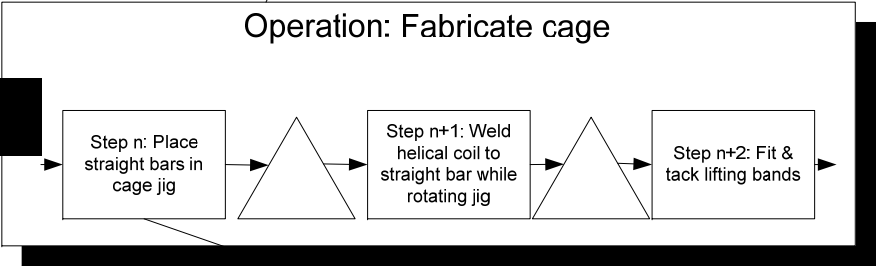 Operation: Fabricate cage
Step n: Place
straight bars in
cage jig
Step n+1: Weld
helical coil to
straight bar while
rotating jig
Step n+2: Fit &
tack lifting bands